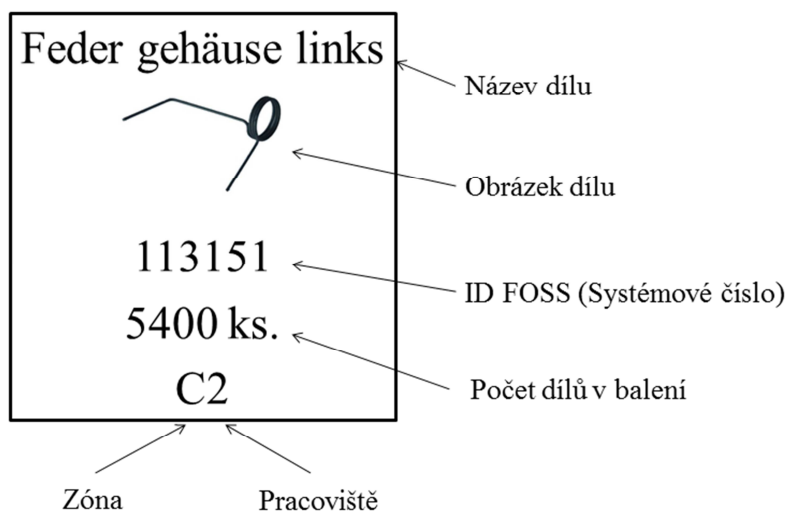 Feder gehäuse links
Název dílu
Obrázek dílu
113151
ID FOSS (Systémové číslo)
5400 ks.
Počet dílů v balení
C2
Zóna
Pracoviště